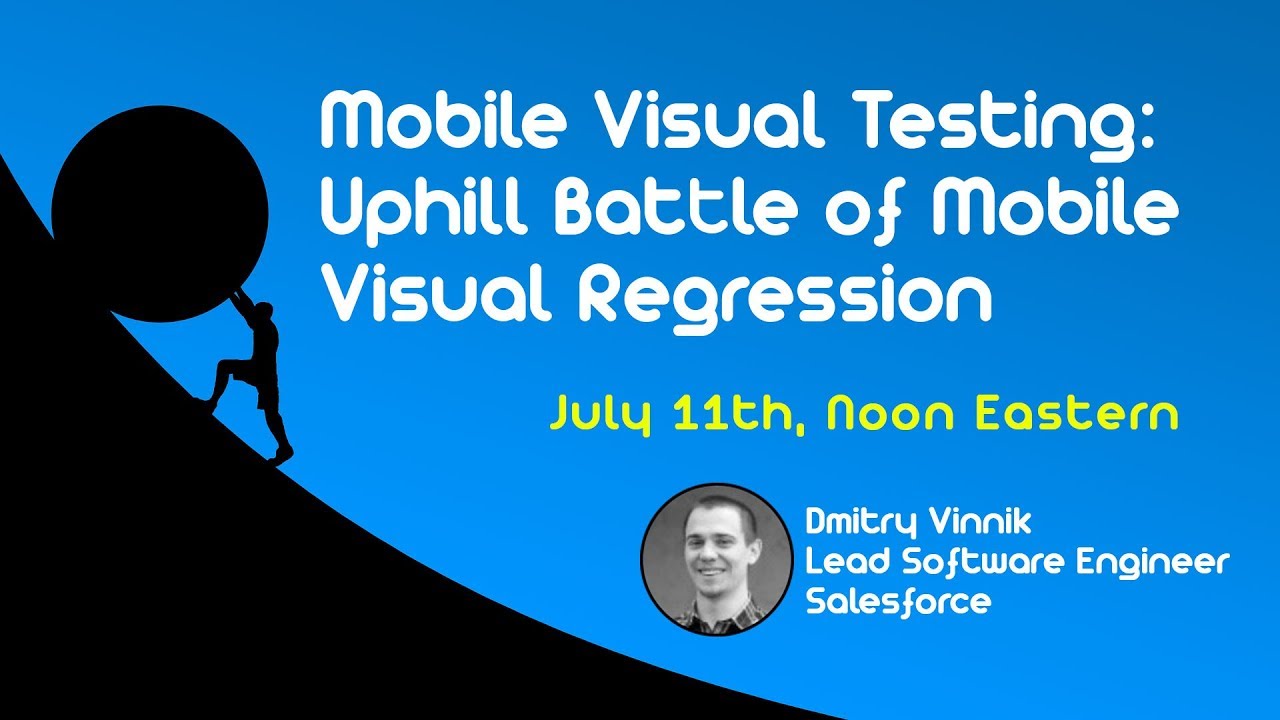 Mobile Visual Testing:
Uphill Battle of Mobile
Visual Regression
July 11th, Noon Eastern
Dmitry Vinnik
Lead Software Engineer
Salesforce